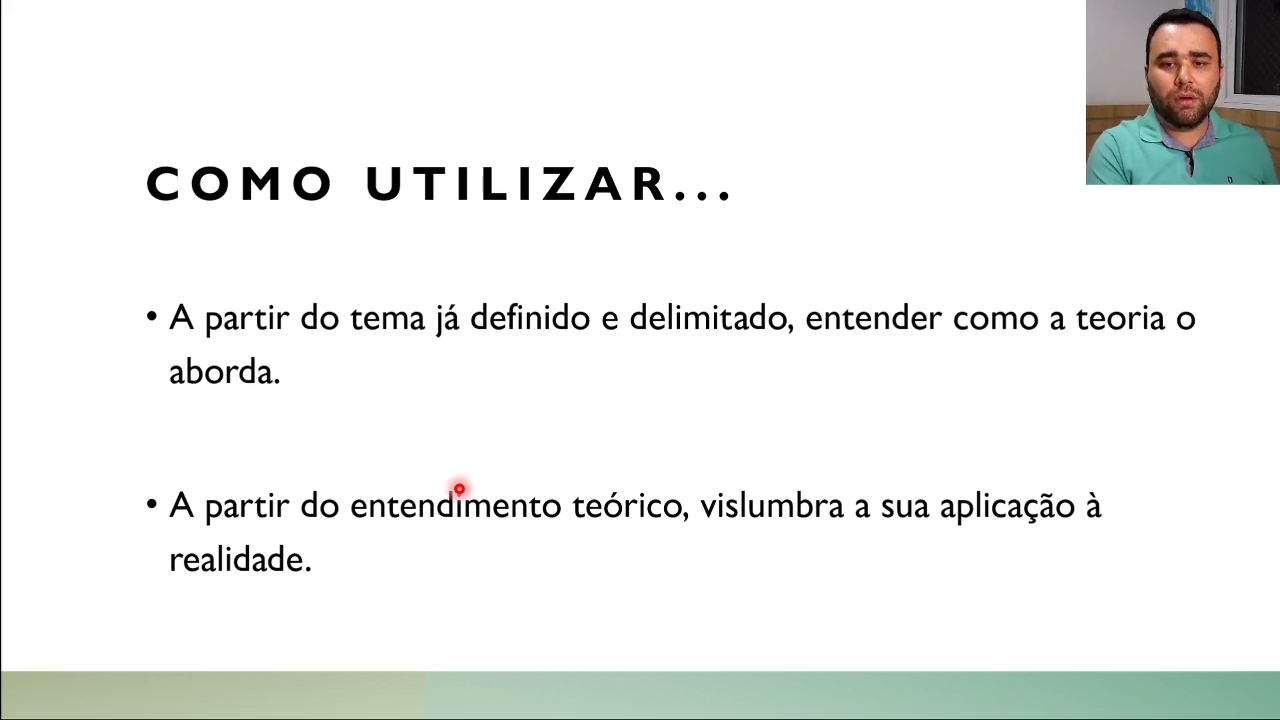 COMO UTILIZAR...
• A partir do tema já definido e delimitado, entender como a teoria o
aborda.
• A partir do entendimento teórico, vislumbra a sua aplicação à
realidade.